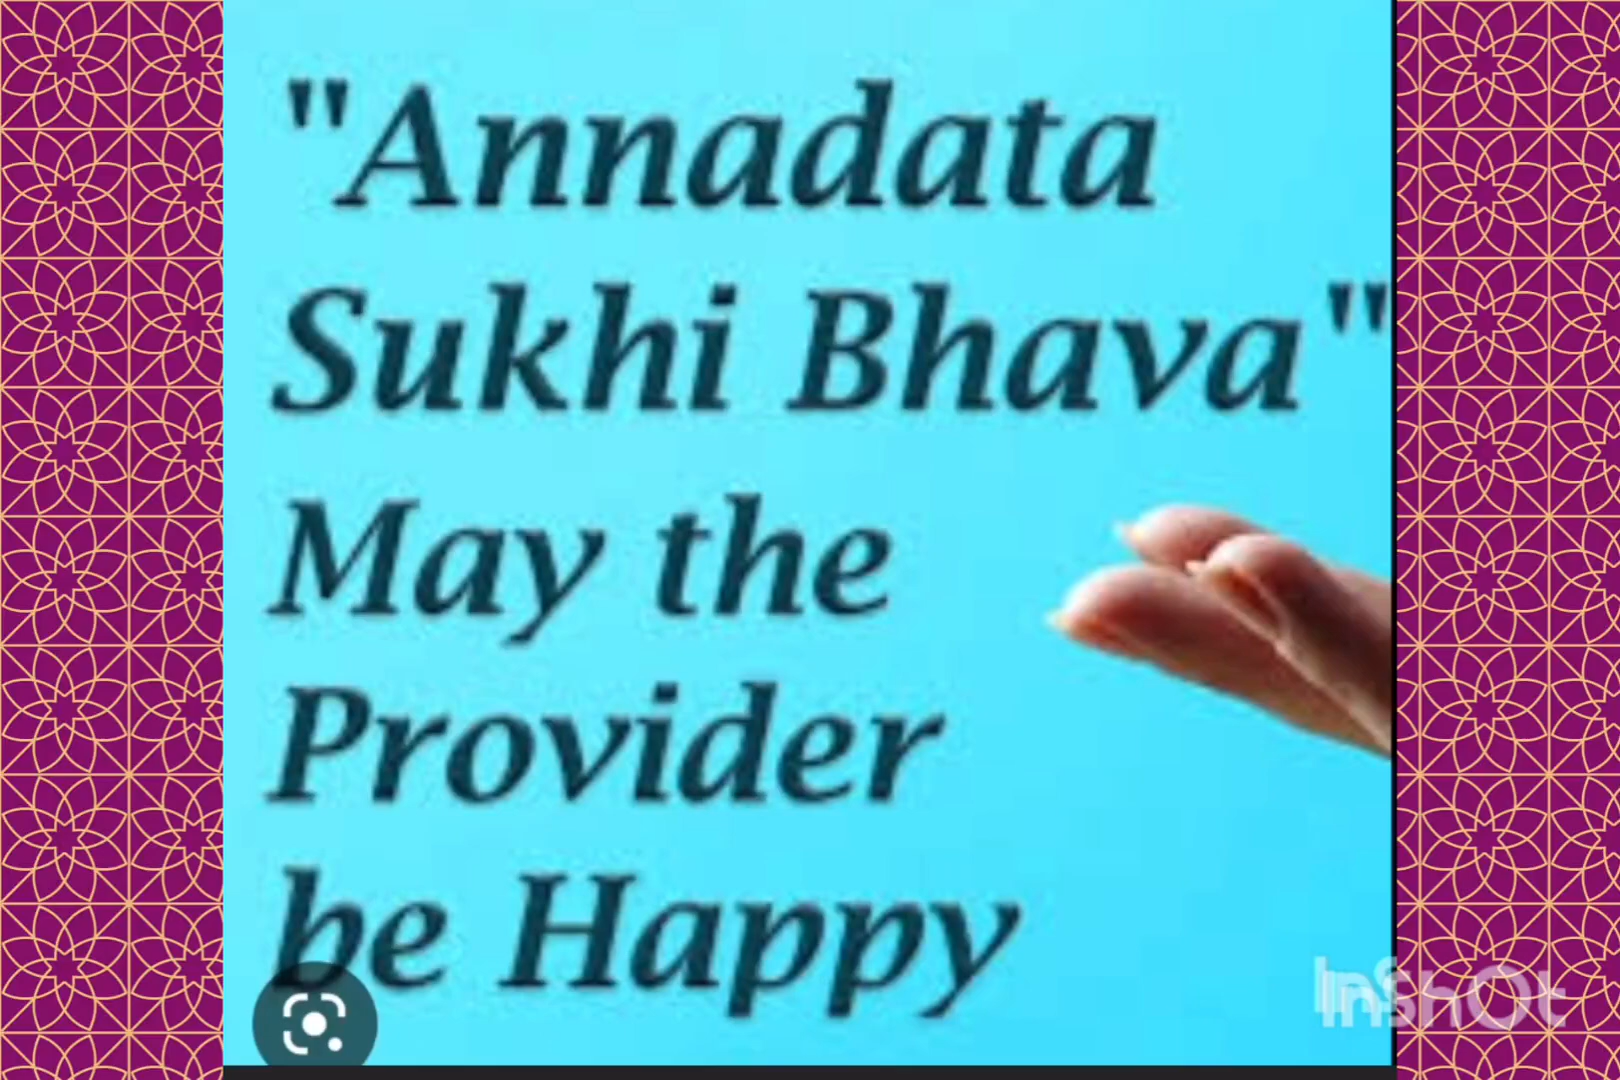 "Annadata
Sukhi Bhava"
May the
Provider
be Happy
InShOt